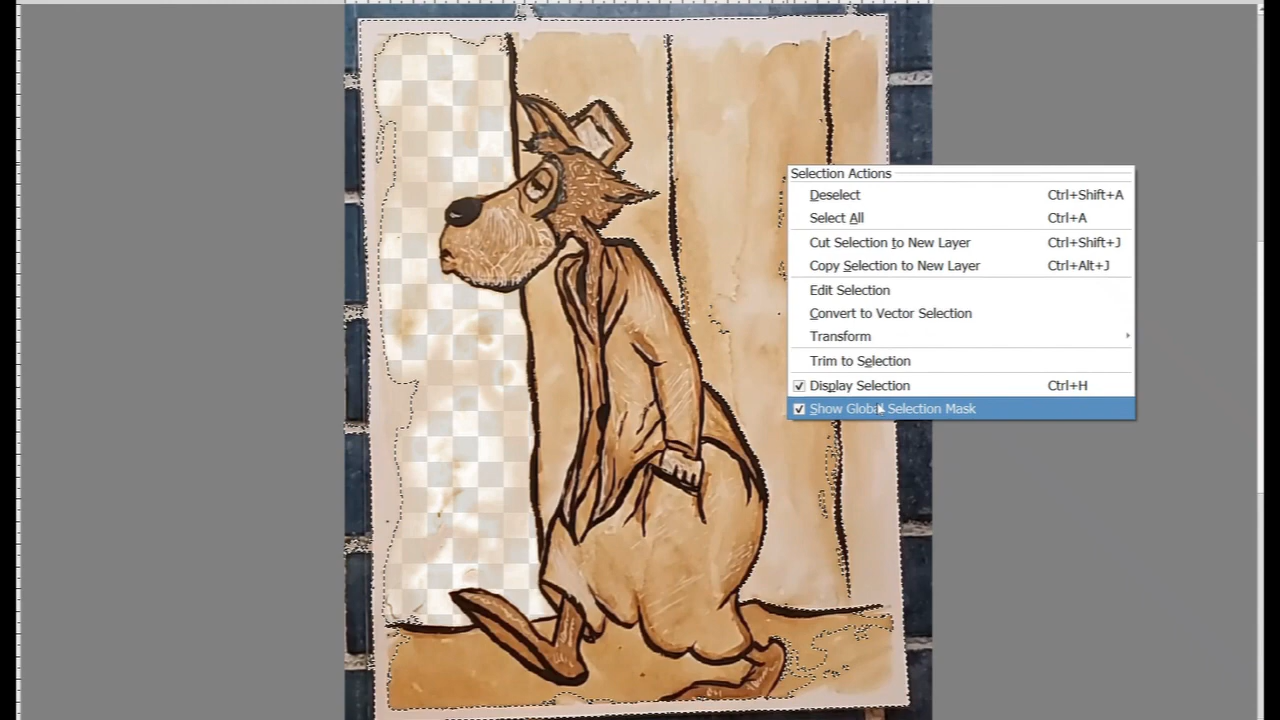 Selection Actions
Deselect Ctrl+Shift+A
Select All Ctrl+A
Cut Selection to New Layer Ctrl+Shift+J
Copy Selection to New Layer Ctrl+Alt+J
Edit Selection
Convert to Vector Selection
Transform
Trim to Selection
Display Selection Ctrl+H
Show Global Selection Mask